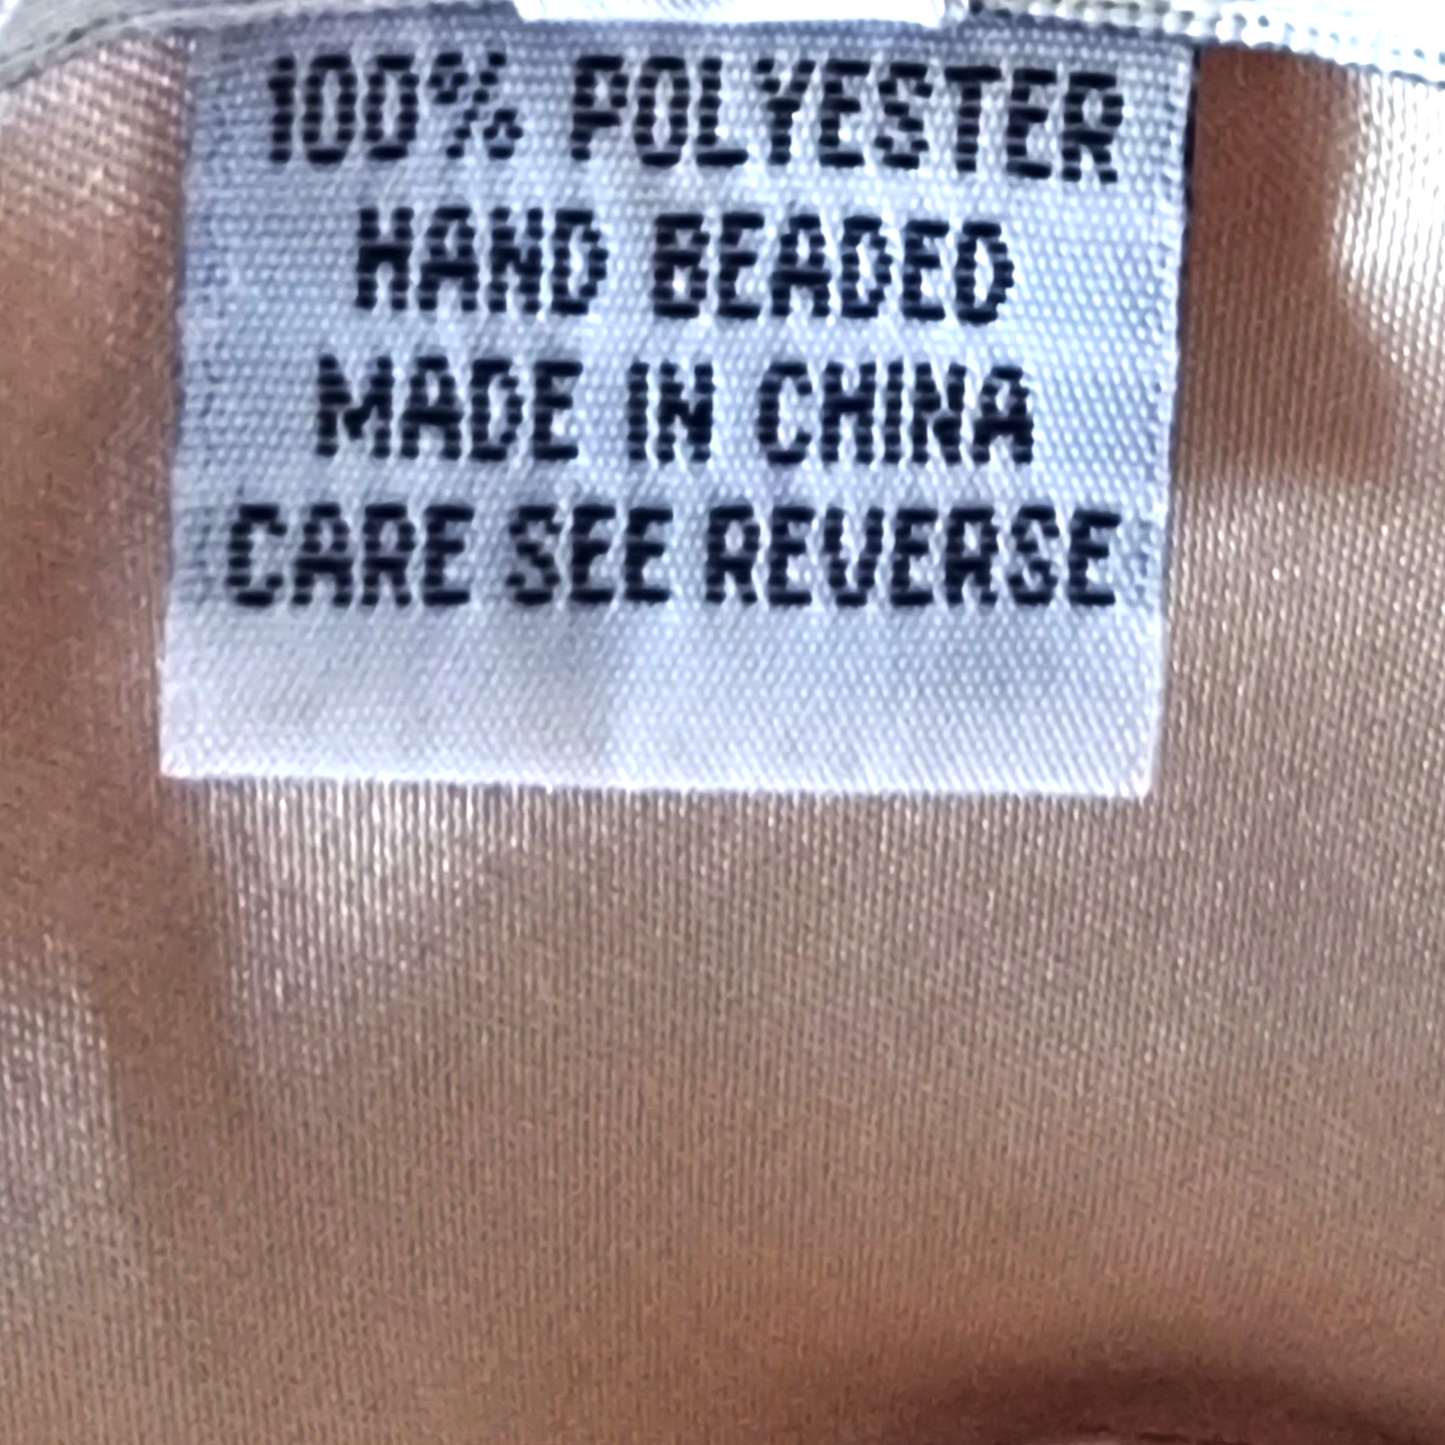 100% POLYESTER
HAND BEADED
MADE IN CHINA
CARE SEE REVERSE